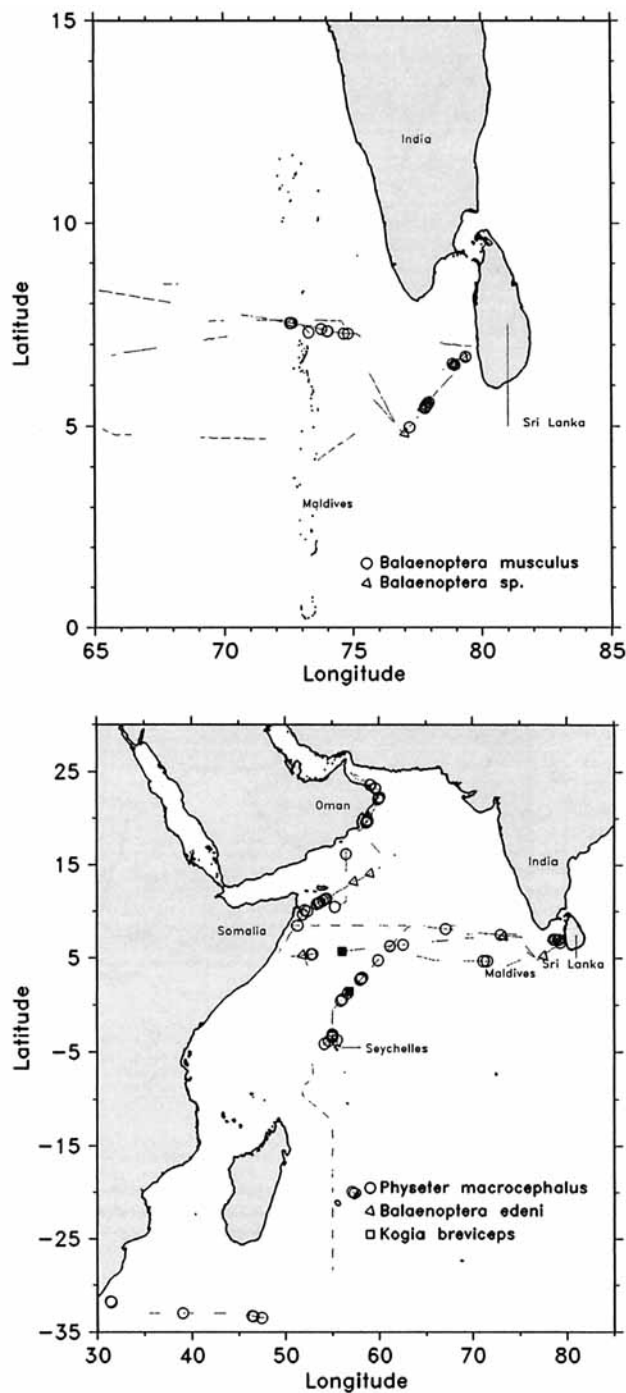 15
India
10
Latitude
5
Sri Lanka
Maldives
○ Balaenoptera musculus
△ Balaenoptera sp.
0
65 70 75 80 85
Longitude
25
Oman
15
India
Somalia
5
Maldives
Sri Lanka
Latitude
-5
Seychelles
-15
○ Physeter macrocephalus
△ Balaenoptera edeni
□ Kogia breviceps
-25
-35
30 40 50 60 70 80
Longitude